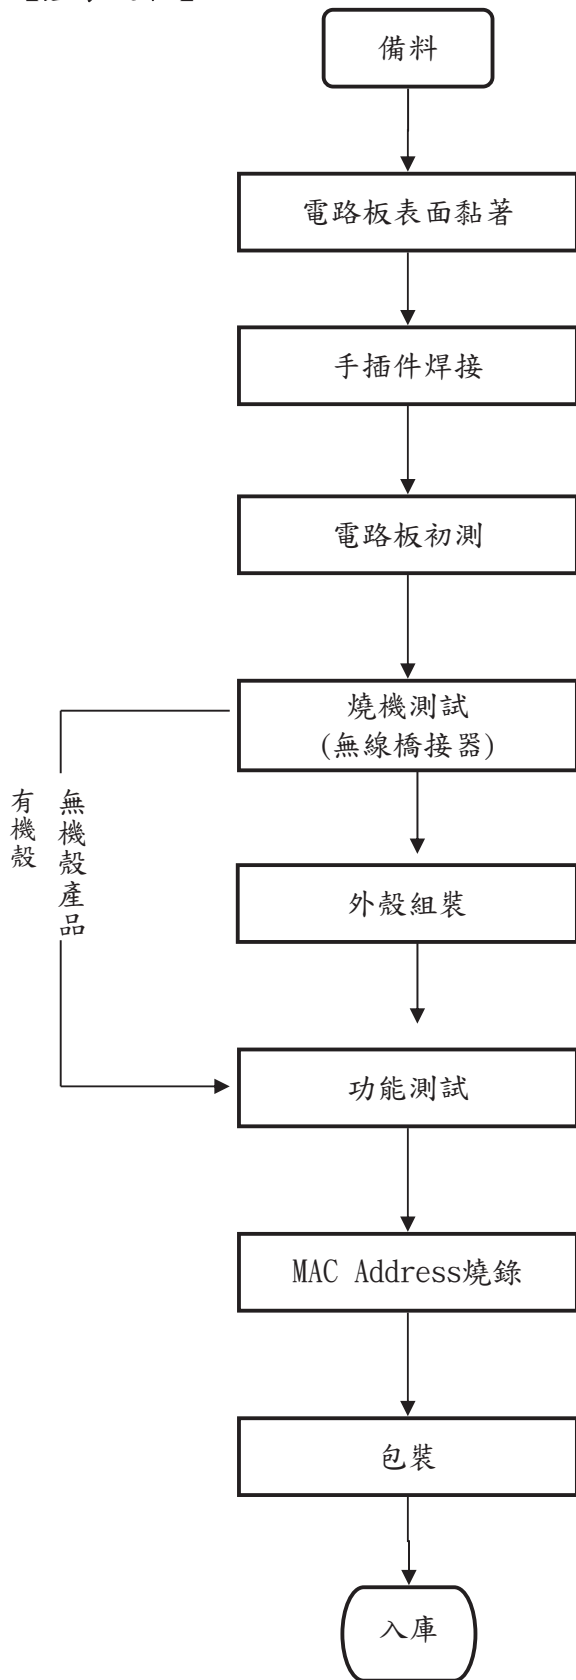 備料
電路板表面黏著
手插件焊接
電路板初測
燒機測試
(無線橋接器)
有機殼
無機殼產品
外殼組裝
功能測試
MAC Address燒錄
包裝
入庫